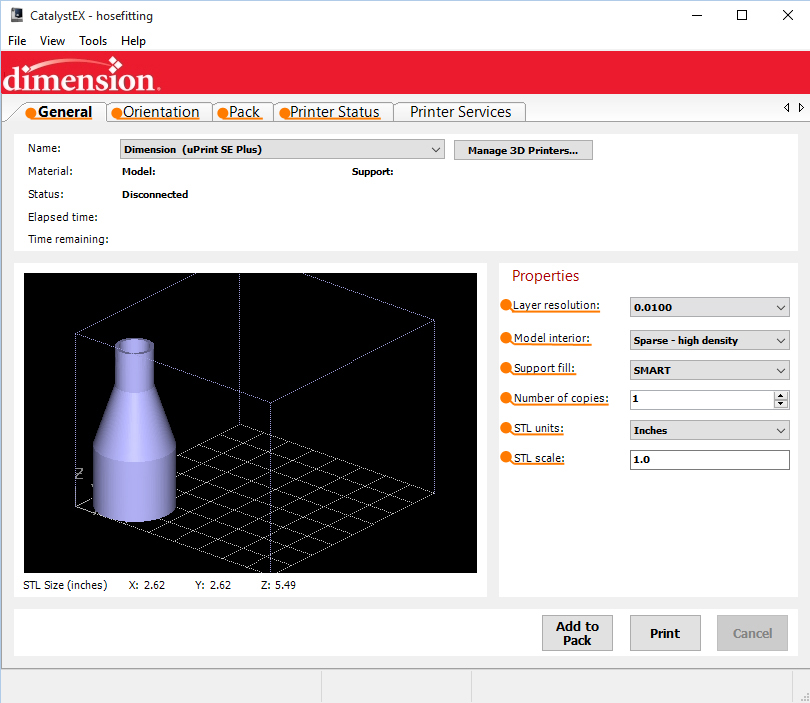 CatalystEX - hosefitting
File View Tools Help
dimension
General Orientation Pack Printer Status Printer Services
Name: Dimension (uPrint SE Plus) Manage 3D Printers...
Material: Model: Support:
Status: Disconnected
Elapsed time:
Time remaining:
Z
STL Size (inches) X: 2.62 Y: 2.62 Z: 5.49
Properties
Layer resolution: 0.0100
Model interior: Sparse - high density
Support fill: SMART
Number of copies: 1
STL units: Inches
STL scale: 1.0
Add to
Pack
Print
Cancel